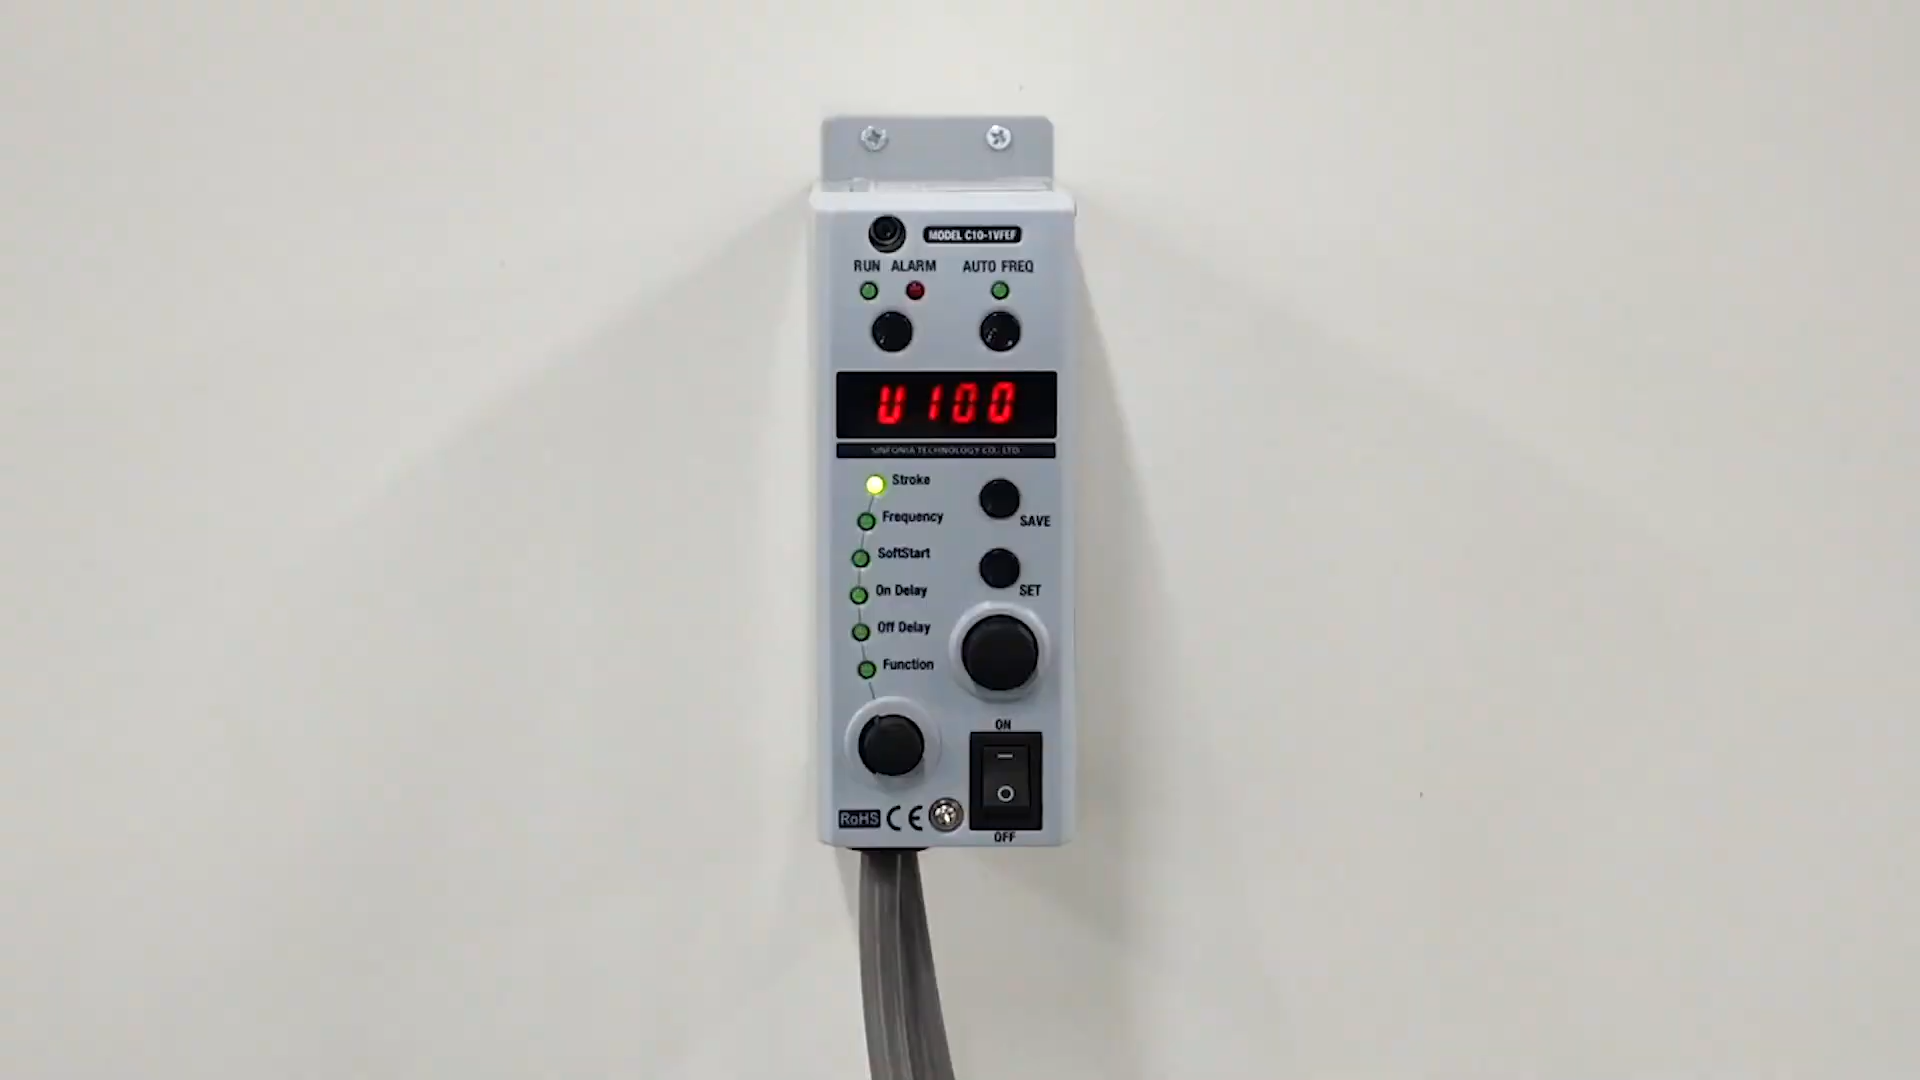 MODEL C10-1VFEF
RUN ALARM AUTO FREQ
U100
SINFONIA TECHNOLOGY CO., LTD.
Stroke
Frequency
SAVE
SoftStart
On Delay
SET
Off Delay
Function
ON
RoHS CE
OFF